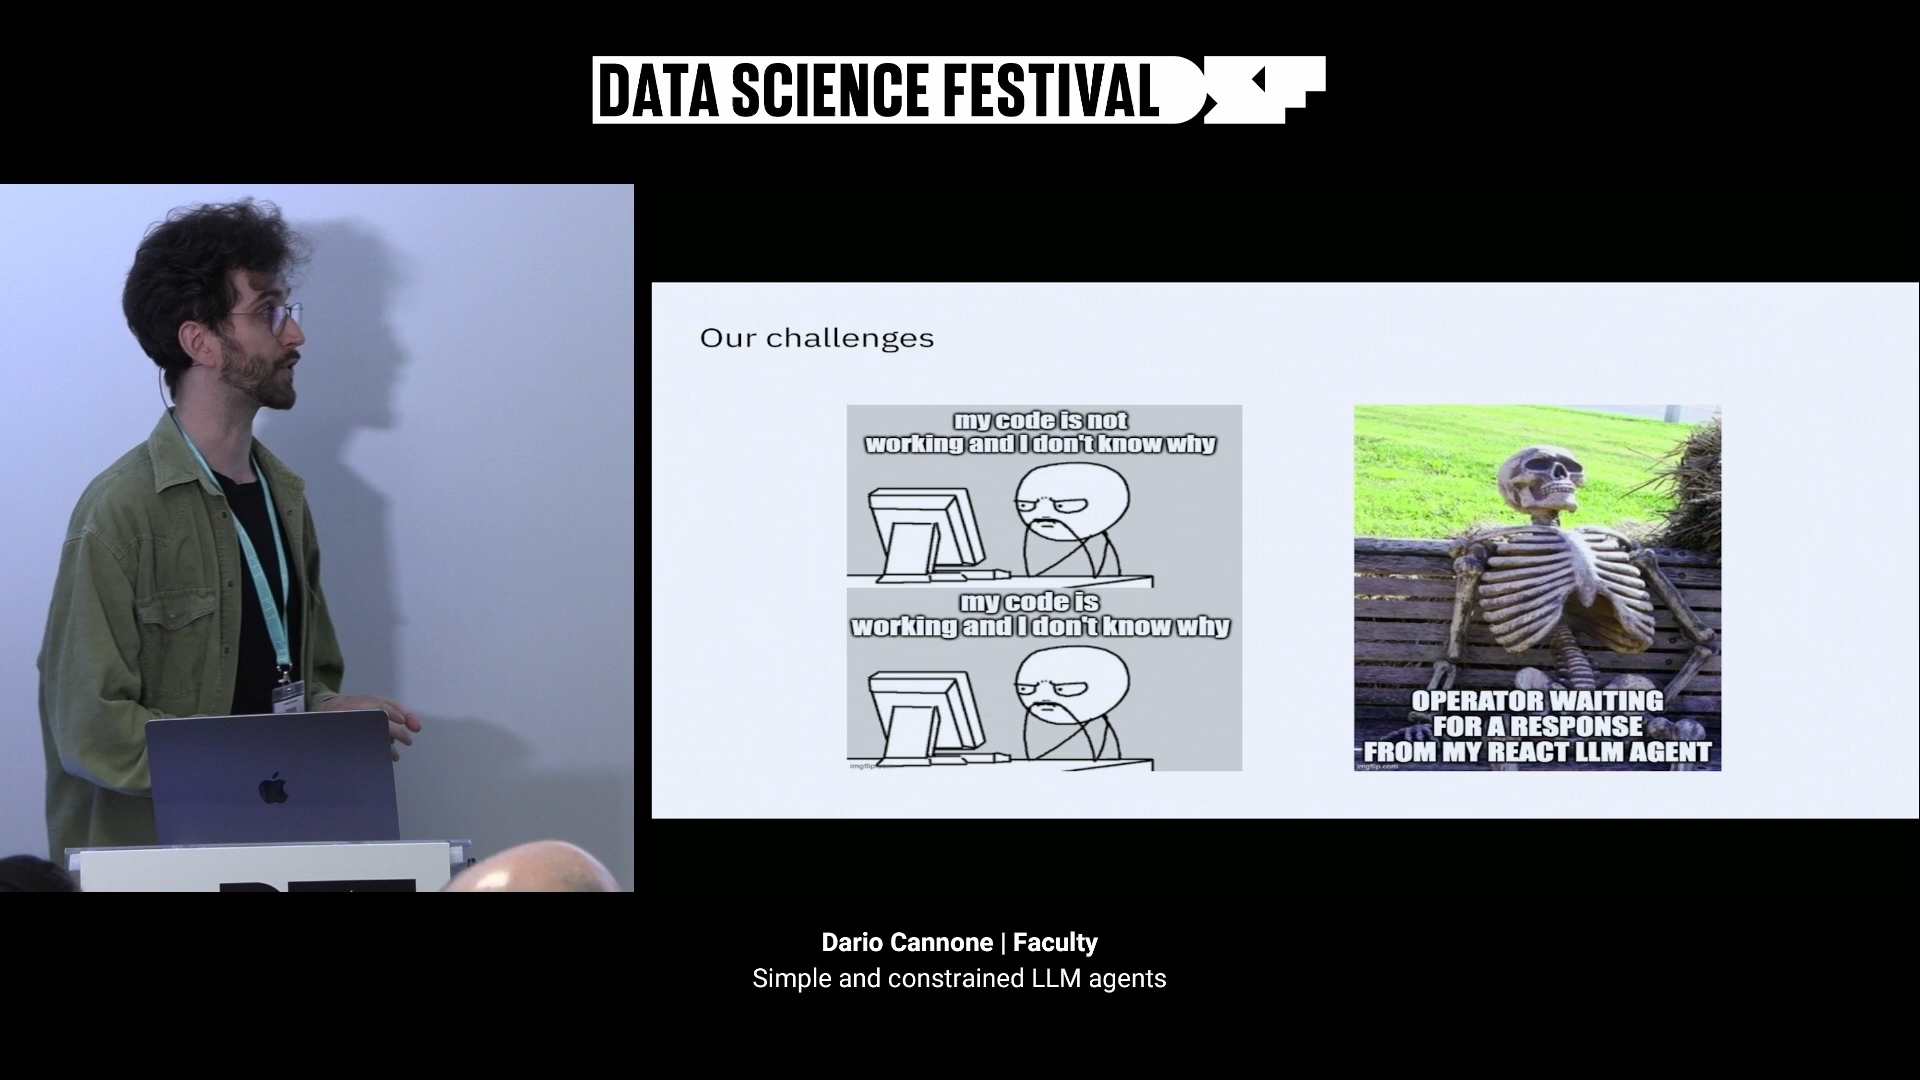 DATA SCIENCE FESTIVAL
Our challenges
my code is not
working and I don't know why
my code is
working and I don't know why
OPERATOR WAITING
FOR A RESPONSE
FROM MY REACT LLM AGENT
imgflip.com
Dario Cannone | Faculty
Simple and constrained LLM agents